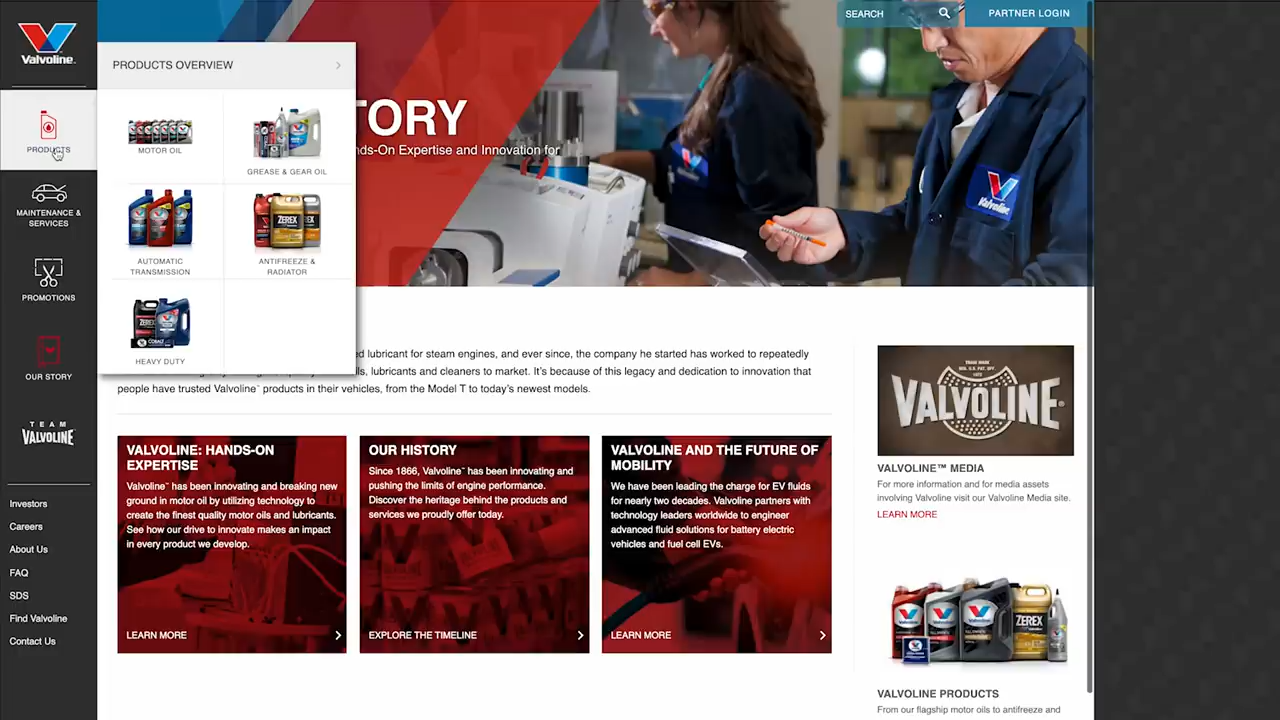 Valvoline™
PRODUCTS
MAINTENANCE &
SERVICES
PROMOTIONS
OUR STORY
TEAM
VALVOLINE
Investors
Careers
About Us
FAQ
SDS
Find Valvoline
Contact Us
PRODUCTS OVERVIEW
MOTOR OIL
GREASE & GEAR OIL
AUTOMATIC
TRANSMISSION
ZEREX
ANTIFREEZE &
RADIATOR
ZEREX
HEAVY DUTY
SEARCH
PARTNER LOGIN
TORY
nds-On Expertise and Innovation for
Valvoline
ed lubricant for steam engines, and ever since, the company he started has worked to repeatedly
ls, lubricants and cleaners to market. It's because of this legacy and dedication to innovation that
people have trusted Valvoline™ products in their vehicles, from the Model T to today's newest models.
VALVOLINE: HANDS-ON
EXPERTISE
Valvoline™ has been innovating and breaking new
ground in motor oil by utilizing technology to
create the finest quality motor oils and lubricants.
See how our drive to innovate makes an impact
in every product we develop.
LEARN MORE
OUR HISTORY
Since 1866, Valvoline™ has been innovating and
pushing the limits of engine performance.
Discover the heritage behind the products and
services we proudly offer today.
EXPLORE THE TIMELINE
VALVOLINE AND THE FUTURE OF
MOBILITY
We have been leading the charge for EV fluids
for nearly two decades. Valvoline partners with
technology leaders worldwide to engineer
advanced fluid solutions for battery electric
vehicles and fuel cell EVs.
LEARN MORE
TRADE MARK
REG. U.S. PAT. OFF.
1873
VALVOLINE®
VALVOLINE™ MEDIA
For more information and for media assets
involving Valvoline visit our Valvoline Media site.
LEARN MORE
ZEREX
VALVOLINE PRODUCTS
From our flagship motor oils to antifreeze and